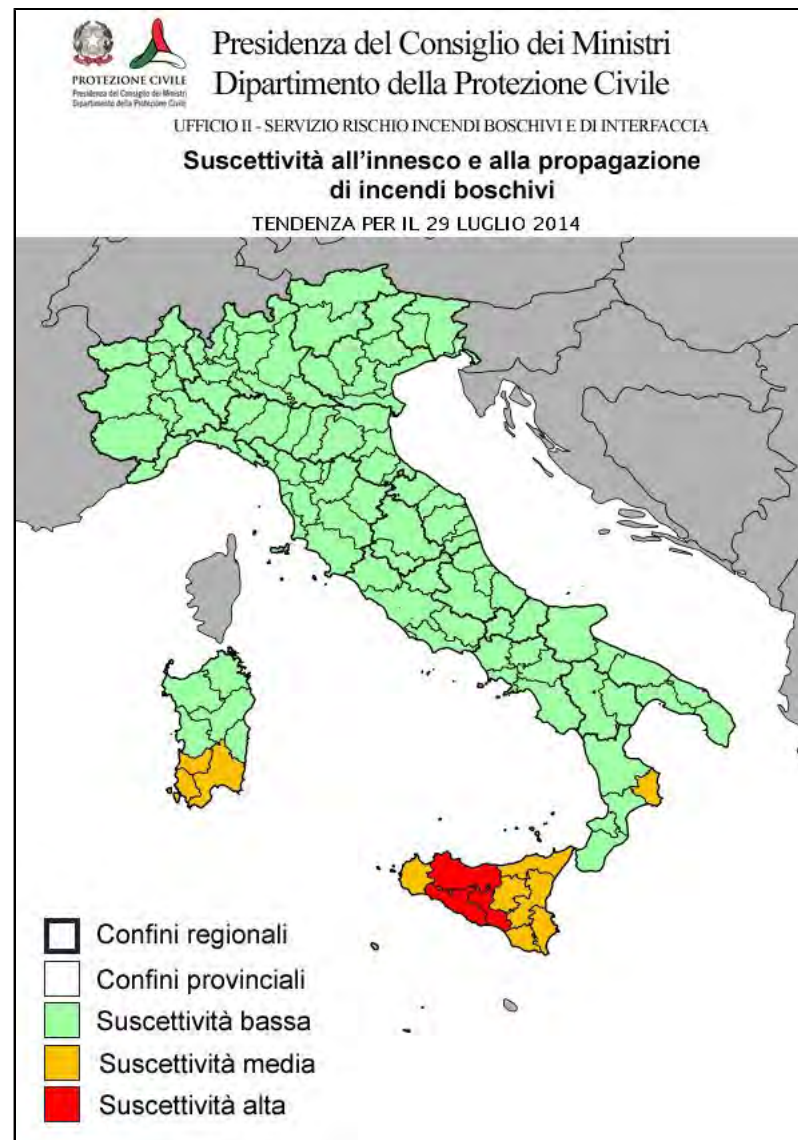 Presidenza del Consiglio dei Ministri
Dipartimento della Protezione Civile
PROTEZIONE CIVILE
Presidenza del Consiglio dei Ministri
Dipartimento della Protezione Civile
UFFICIO II - SERVIZIO RISCHIO INCENDI BOSCHIVI E DI INTERFACCIA
Suscettività all'innesco e alla propagazione
di incendi boschivi
TENDENZA PER IL 29 LUGLIO 2014
Confini regionali
Confini provinciali
Suscettività bassa
Suscettività media
Suscettività alta